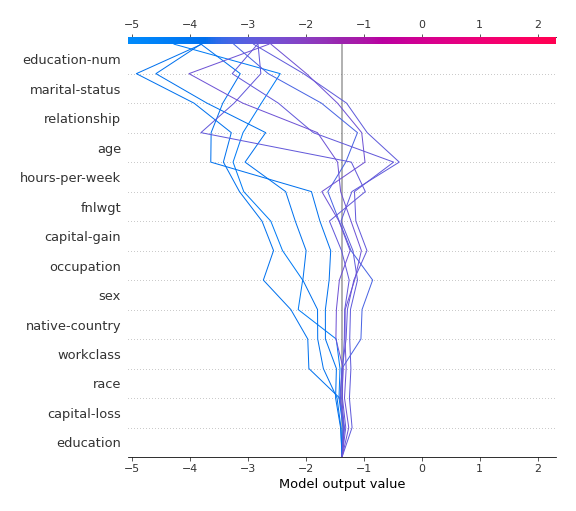 −5 −4 −3 −2 −1 0 1 2
education-num
marital-status
relationship
age
hours-per-week
fnlwgt
capital-gain
occupation
sex
native-country
workclass
race
capital-loss
education
−5 −4 −3 −2 −1 0 1 2
Model output value